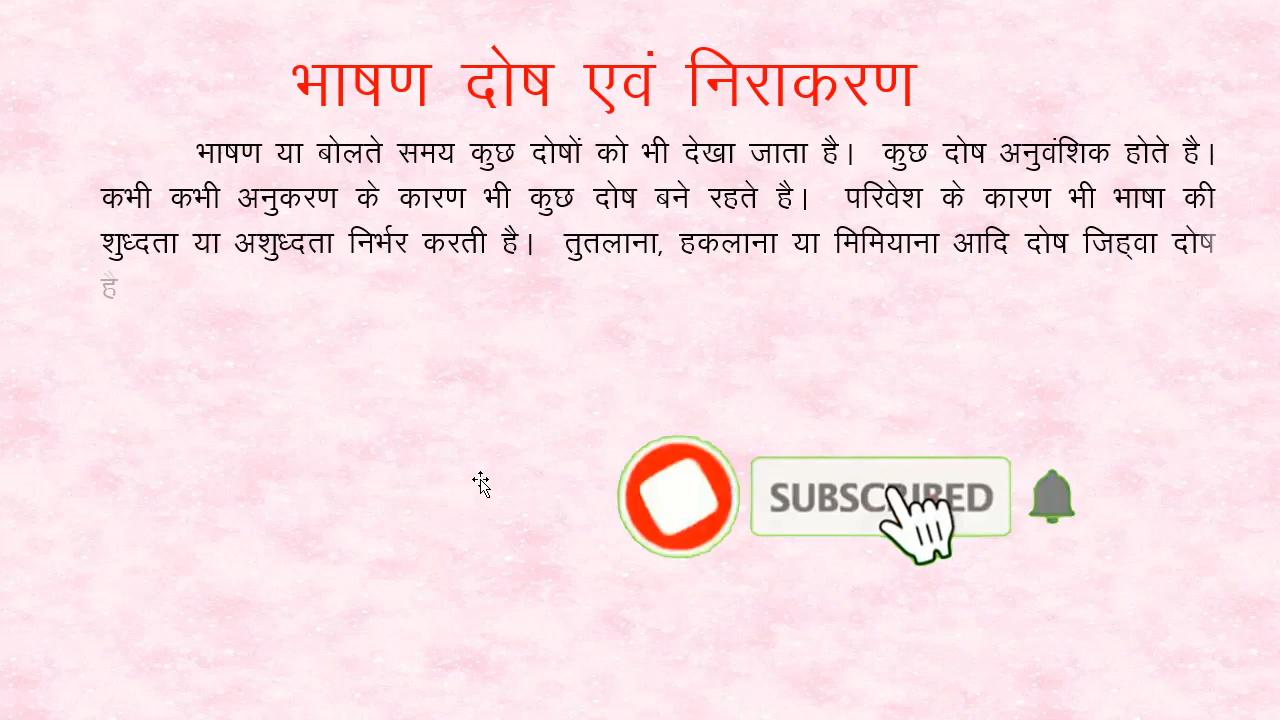 भाषण दोष एवं निराकरण
भाषण या बोलते समय कुछ दोषों को भी देखा जाता है। कुछ दोष अनुवंशिक होते है।
कभी कभी अनुकरण के कारण भी कुछ दोष बने रहते है। परिवेश के कारण भी भाषा की
शुध्दता या अशुध्दता निर्भर करती है। तुतलाना, हकलाना या मिमियाना आदि दोष जिह्वा दोष
है
SUBSCRIBED